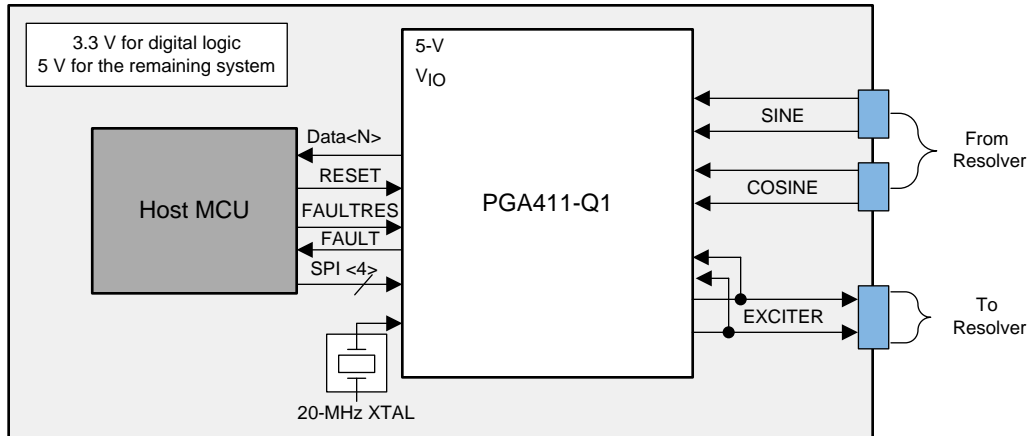 3.3 V for digital logic
5 V for the remaining system
5-V
VIO
Host MCU
Data<N>
RESET
FAULTRES
FAULT
SPI <4>
20-MHz XTAL
PGA411-Q1
SINE
COSINE
EXCITER
From
Resolver
To
Resolver